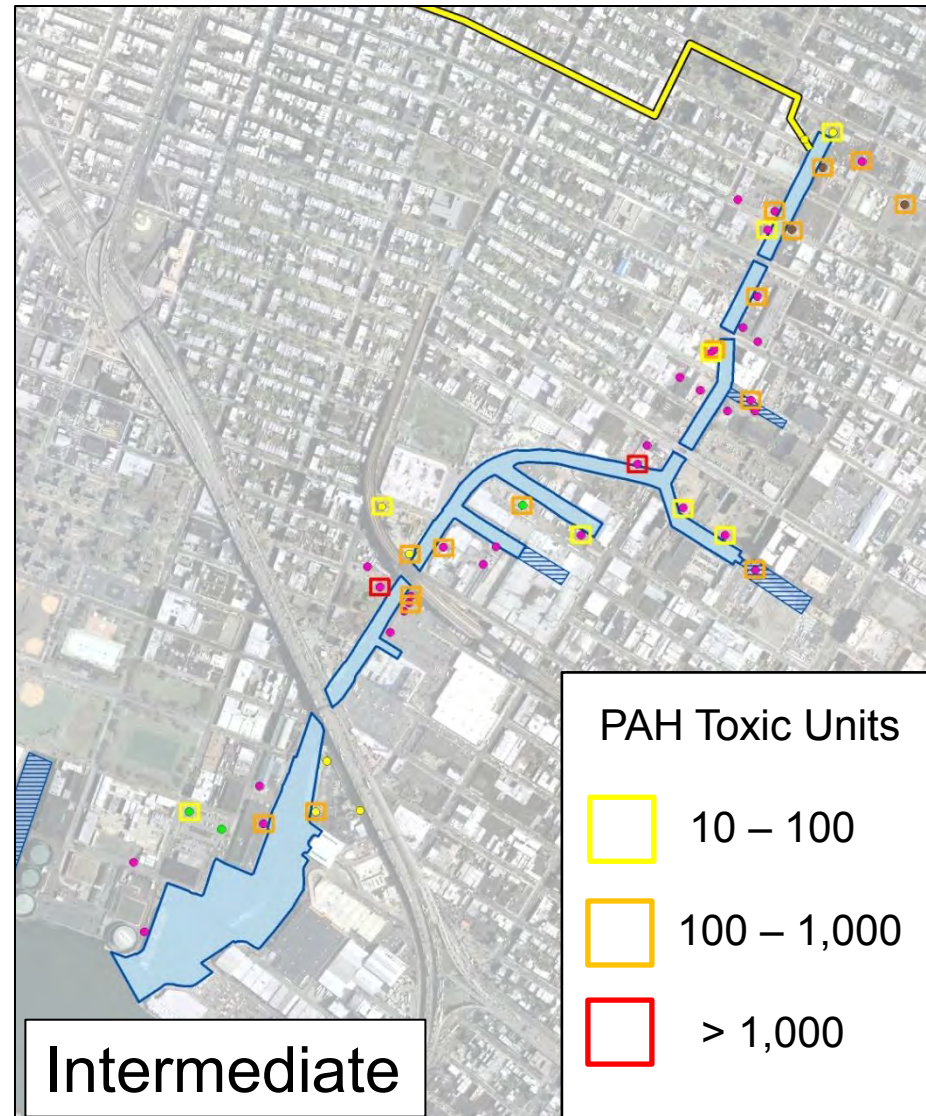 PAH Toxic Units
10 – 100
100 – 1,000
> 1,000
Intermediate